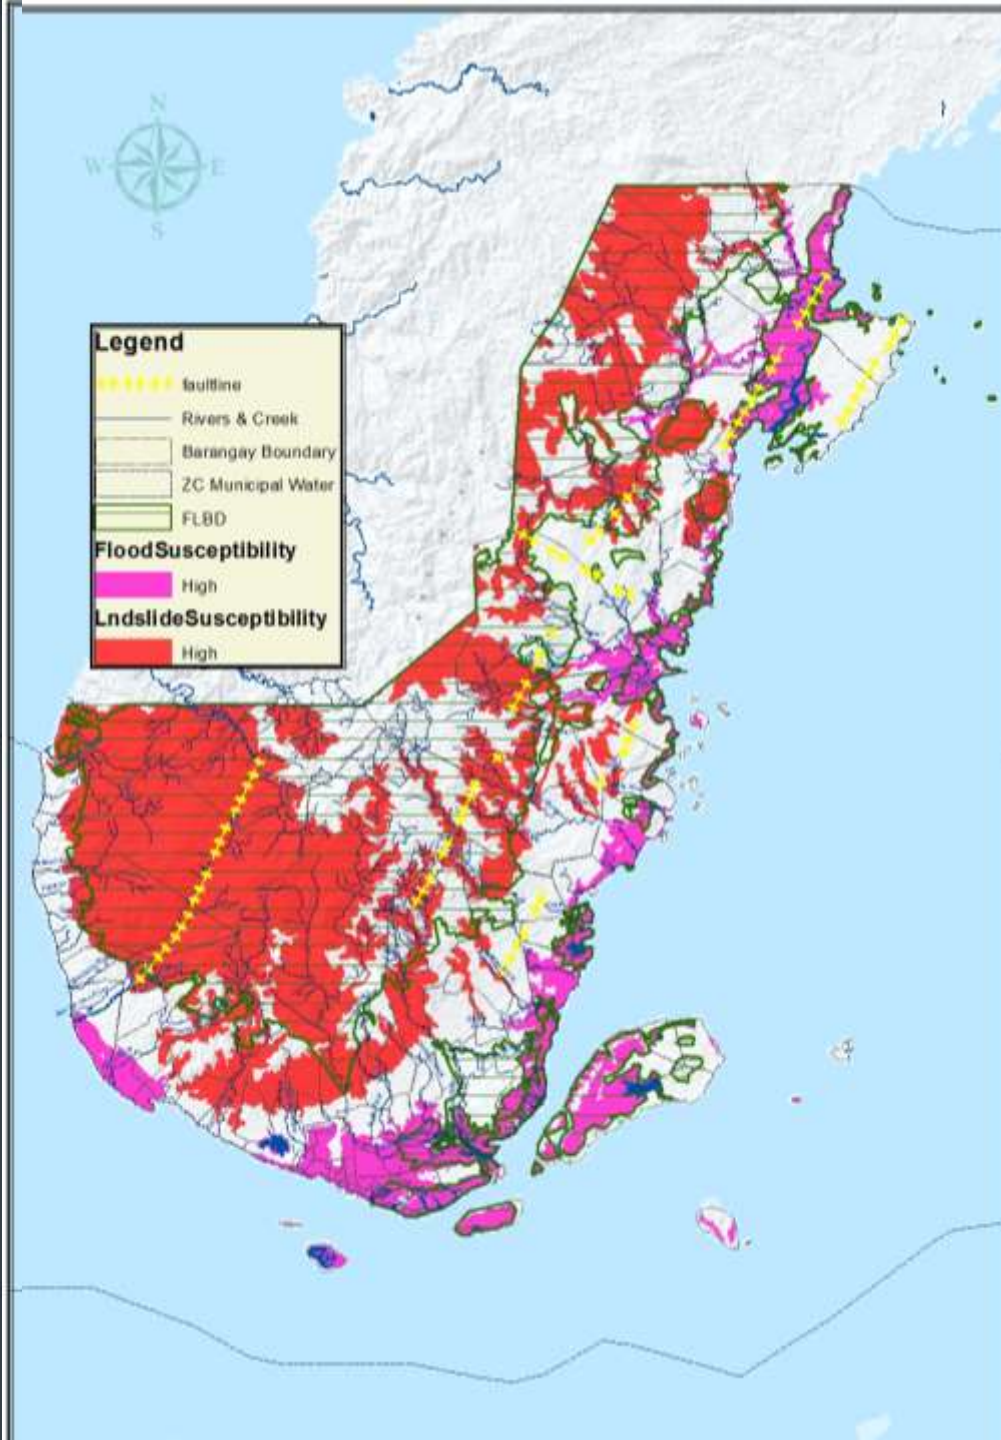 N
W E
S
Legend
faultline
Rivers & Creek
Barangay Boundary
ZC Municipal Water
FLBD
FloodSusceptibility
High
LndslideSusceptibility
High